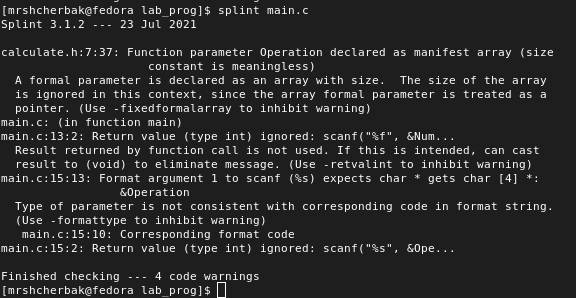 [mrshcherbak@fedora lab_prog]$ splint main.c
Splint 3.1.2 --- 23 Jul 2021
calculate.h:7:37: Function parameter Operation declared as manifest array (size
constant is meaningless)
A formal parameter is declared as an array with size.  The size of the array
is ignored in this context, since the array formal parameter is treated as a
pointer. (Use -fixedformalarray to inhibit warning)
main.c: (in function main)
main.c:13:2: Return value (type int) ignored: scanf("%f", &Num...
Result returned by function call is not used. If this is intended, can cast
result to (void) to eliminate message. (Use -retvalint to inhibit warning)
main.c:15:13: Format argument 1 to scanf (%s) expects char * gets char [4] *:
&Operation
Type of parameter is not consistent with corresponding code in format string.
(Use -formattype to inhibit warning)
main.c:15:10: Corresponding format code
main.c:15:2: Return value (type int) ignored: scanf("%s", &Ope...
Finished checking --- 4 code warnings
[mrshcherbak@fedora lab_prog]$